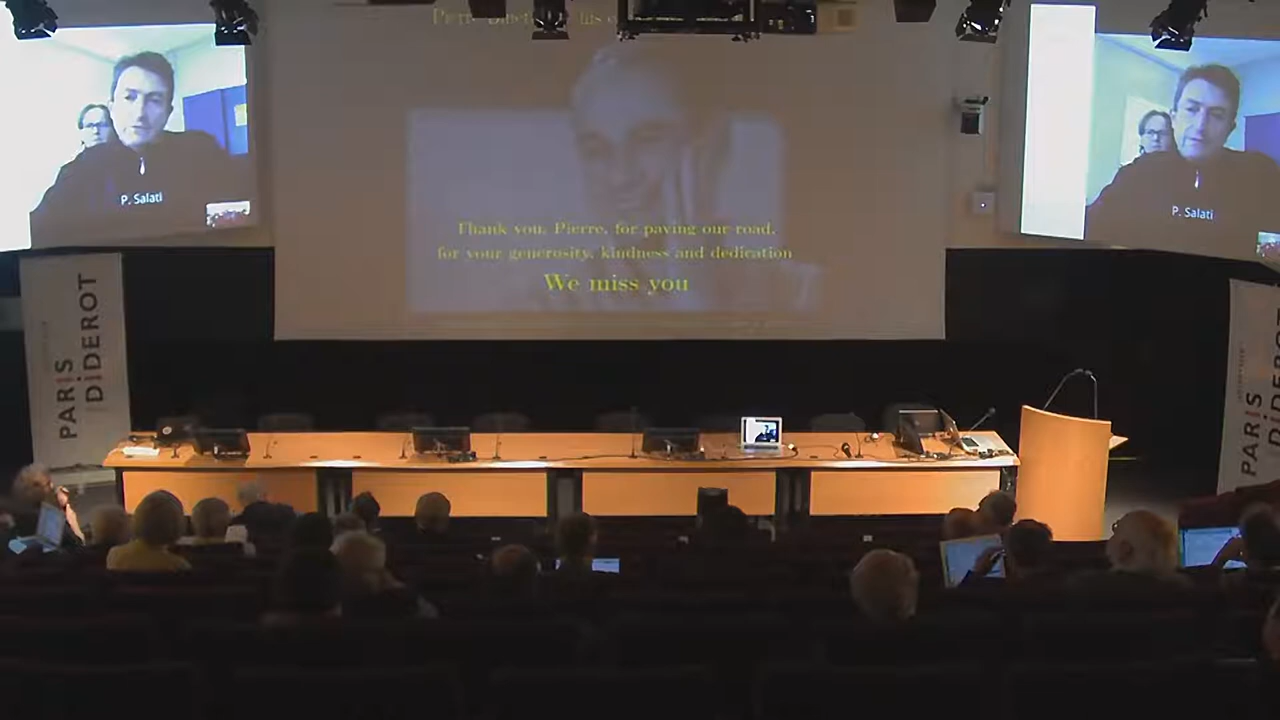 P. Salati
Thank you, Pierre, for paving our road,
for your generosity, kindness and dedication
We miss you
P. Salati
PARiS
DiDEROT
PARiS
DiDEROT